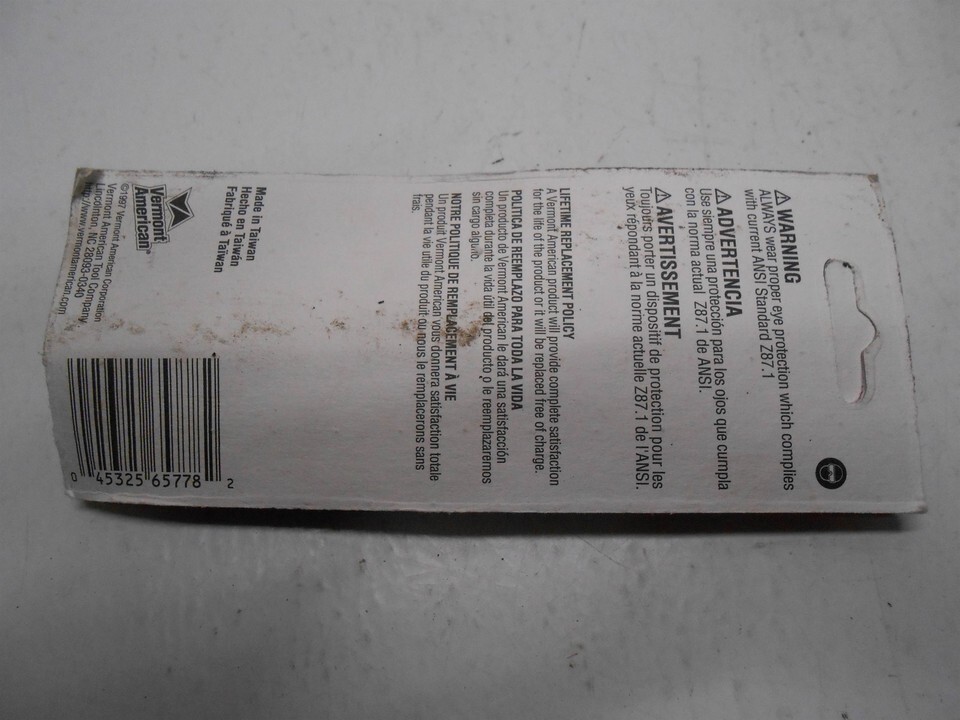 ⚠WARNING
ALWAYS wear proper eye protection which complies
with current ANSI Standard Z87.1
⚠ADVERTENCIA
Use siempre una protección para los ojos que cumpla
con la norma actual Z87.1 de ANSI.
⚠AVERTISSEMENT
Toujours porter un dispositif de protection pour les
yeux répondant à la norme actuelle Z87.1 de l'ANSI.
LIFETIME REPLACEMENT POLICY
A Vermont American product will provide complete satisfaction
for the life of the product or it will be replaced free of charge.
POLITICA DE REEMPLAZO PARA TODA LA VIDA
Un producto de Vermont American le dará una satisfacción
completa durante la vida útil del producto o le reemplazaremos
sin cargo alguno.
NOTRE POLITIQUE DE REMPLACEMENT À VIE
Un produit Vermont American vous donnera satisfaction totale
pendant la vie utile du produit ou nous le remplacerons sans
frais.
Made in Taiwan
Hecho en Taiwán
Fabriqué à Taiwan
Vermont
American®
©1997 Vermont American Corporation
Vermont American Tool Company
Lincolnton, NC 28093-0340
http://www.vermontamerican.com
0 45325 65778 2